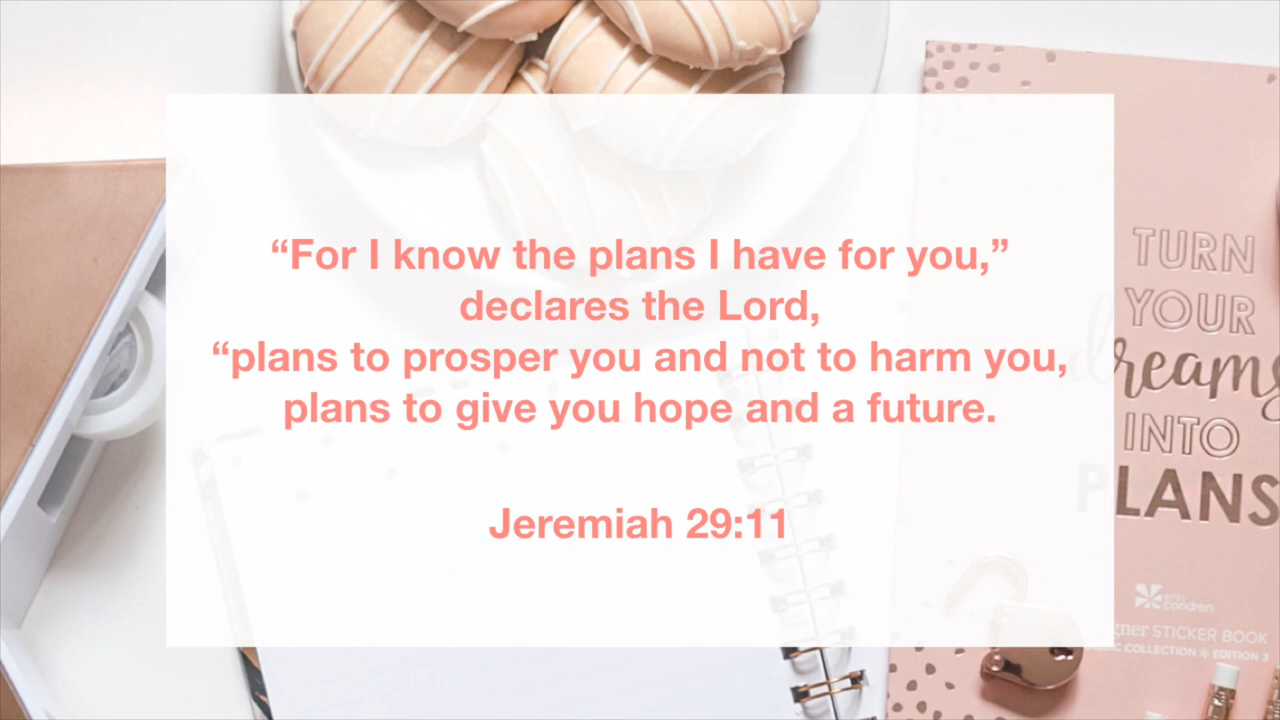 “For I know the plans I have for you,”
declares the Lord,
“plans to prosper you and not to harm you,
plans to give you hope and a future.
Jeremiah 29:11
TURN
YOUR
dreams
INTO
PLANS
erin
condren
STICKER BOOK
COLLECTION ❋ EDITION 3